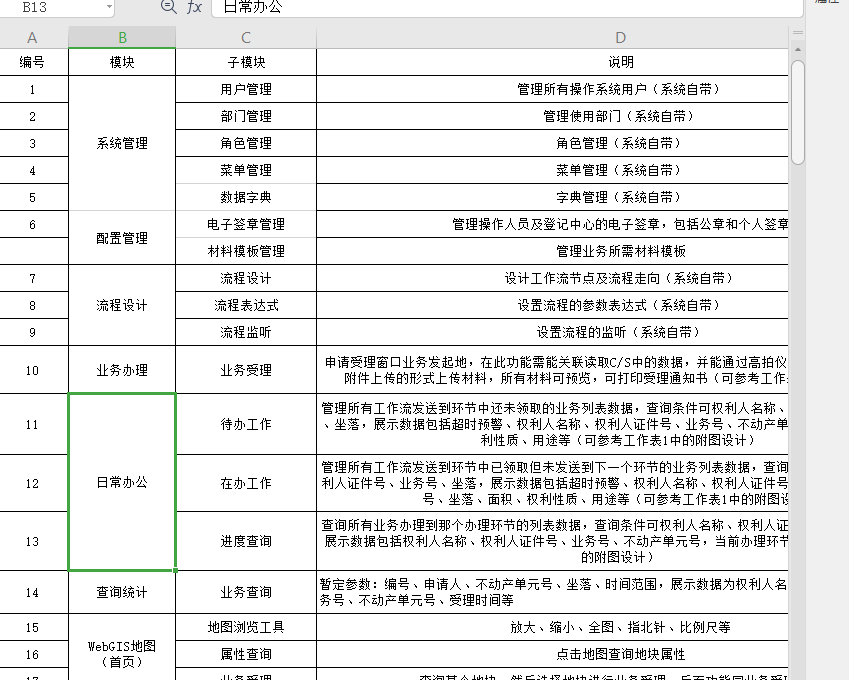 B13 fx 日常办公
A B C D
编号 模块 子模块 说明
1 系统管理 用户管理 管理所有操作系统用户（系统自带）
2 部门管理 管理使用部门（系统自带）
3 角色管理 角色管理（系统自带）
4 菜单管理 菜单管理（系统自带）
5 数据字典 字典管理（系统自带）
6 配置管理 电子签章管理 管理操作人员及登记中心的电子签章，包括公章和个人签章
材料模板管理 管理业务所需材料模板
7 流程设计 流程设计 设计工作流节点及流程走向（系统自带）
8 流程表达式 设置流程的参数表达式（系统自带）
9 流程监听 设置流程的监听（系统自带）
10 业务办理 业务受理 申请受理窗口业务发起地，在此功能需能关联读取C/S中的数据，并能通过高拍仪
附件上传的形式上传材料，所有材料可预览，可打印受理通知书（可参考工作
11 日常办公 待办工作 管理所有工作流发送到环节中还未领取的业务列表数据，查询条件可权利人名称、
、坐落，展示数据包括超时预警、权利人名称、权利人证件号、业务号、不动产单
利性质、用途等（可参考工作表1中的附图设计）
12 在办工作 管理所有工作流发送到环节中已领取但未发送到下一个环节的业务列表数据，查询
利人证件号、业务号、坐落，展示数据包括超时预警、权利人名称、权利人证件号
号、坐落、面积、权利性质、用途等（可参考工作表1中的附图设
13 进度查询 查询所有业务办理到那个办理环节的列表数据，查询条件可权利人名称、权利人证
展示数据包括权利人名称、权利人证件号、业务号、不动产单元号，当前办理环节
的附图设计）
14 查询统计 业务查询 暂定参数：编号、申请人、不动产单元号、坐落、时间范围，展示数据为权利人名
务号、不动产单元号、受理时间等
15 WebGIS地图
（首页） 地图浏览工具 放大、缩小、全图、指北针、比例尺等
16 属性查询 点击地图查询地块属性